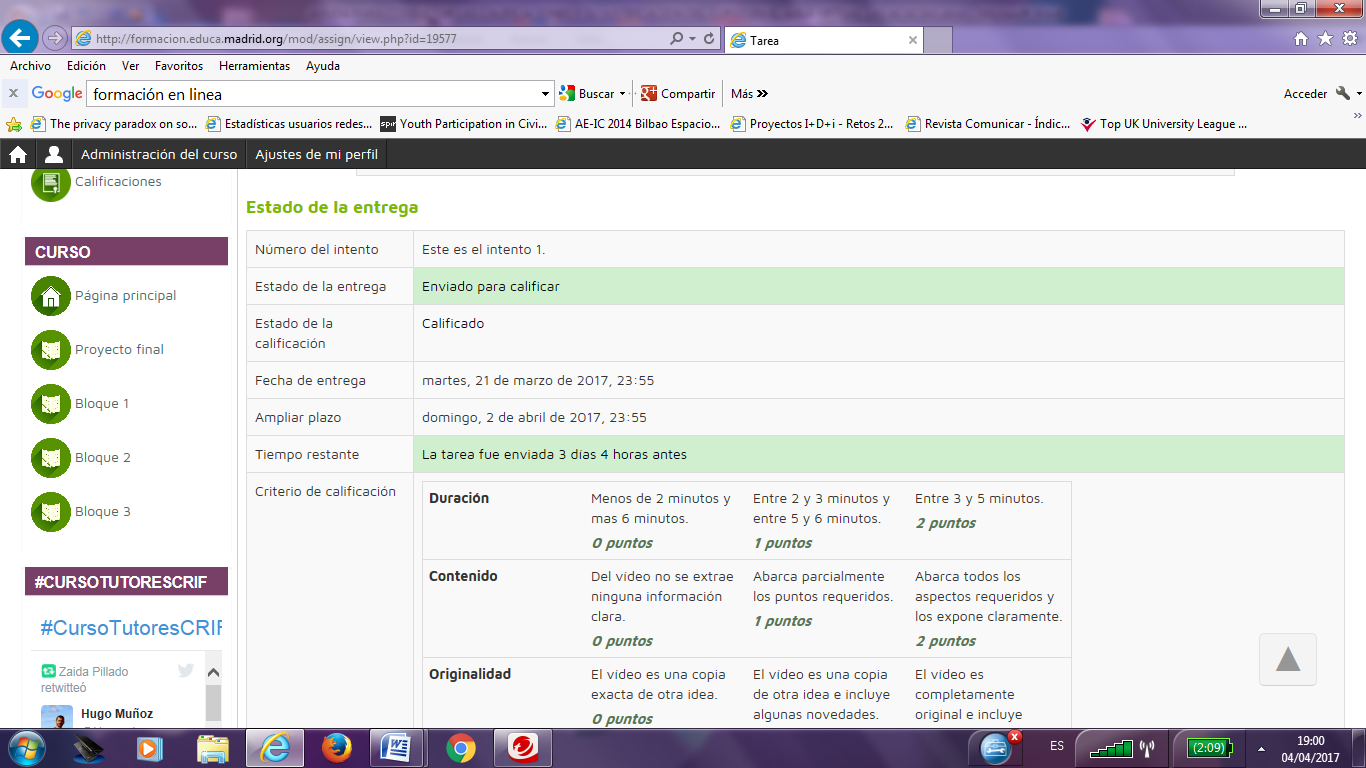 http://formacion.educa.madrid.org/mod/assign/view.php?id=19577
Tarea
Archivo Edición Ver Favoritos Herramientas Ayuda
x Google formación en linea Buscar Compartir Más » Acceder
The privacy paradox on so... Estadísticas usuarios redes... Youth Participation in Civi... AE-IC 2014 Bilbao Espacio... Proyectos I+D+i - Retos 2... Revista Comunicar - Índic... Top UK University League ...
Administración del curso Ajustes de mi perfil
Calificaciones
CURSO
Página principal
Proyecto final
Bloque 1
Bloque 2
Bloque 3
#CURSOTUTORESCRIF
#CursoTutoresCRIF
Zaida Pillado
retwitteó
Hugo Muñoz
Estado de la entrega
Número del intento Este es el intento 1.
Estado de la entrega Enviado para calificar
Estado de la
calificación
Calificado
Fecha de entrega martes, 21 de marzo de 2017, 23:55
Ampliar plazo domingo, 2 de abril de 2017, 23:55
Tiempo restante La tarea fue enviada 3 días 4 horas antes
Criterio de calificación
Duración
Menos de 2 minutos y
mas 6 minutos.
0 puntos
Entre 2 y 3 minutos y
entre 5 y 6 minutos.
1 puntos
Entre 3 y 5 minutos.
2 puntos
Contenido
Del vídeo no se extrae
ninguna información
clara.
0 puntos
Abarca parcialmente
los puntos requeridos.
1 puntos
Abarca todos los
aspectos requeridos y
los expone claramente.
2 puntos
Originalidad
El vídeo es una copia
exacta de otra idea.
0 puntos
El vídeo es una copia
de otra idea e incluye
algunas novedades.
El vídeo es
completamente
original e incluye
ES
(2:09)
19:00
04/04/2017